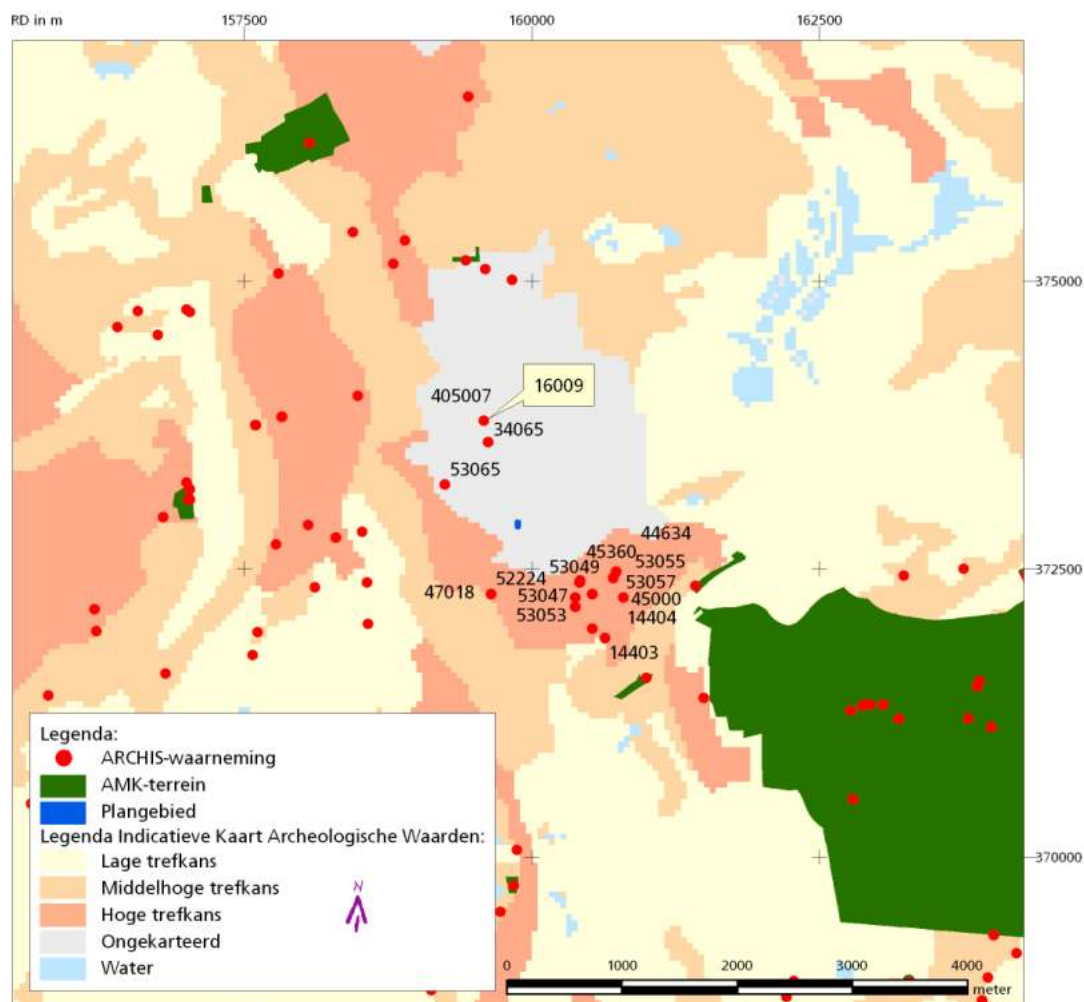 RD in m
157500
160000
162500
375000
16009
405007
34065
53065
44634
45360
53055
53049
372500
52224
53057
47018
53047
45000
53053
14404
14403
Legenda:
ARCHIS-waarneming
AMK-terrein
Plangebied
Legenda Indicatieve Kaart Archeologische Waarden:
Lage trefkans
Middelhoge trefkans
Hoge trefkans
Ongekarteerd
Water
N
370000
0 1000 2000 3000 4000
meter